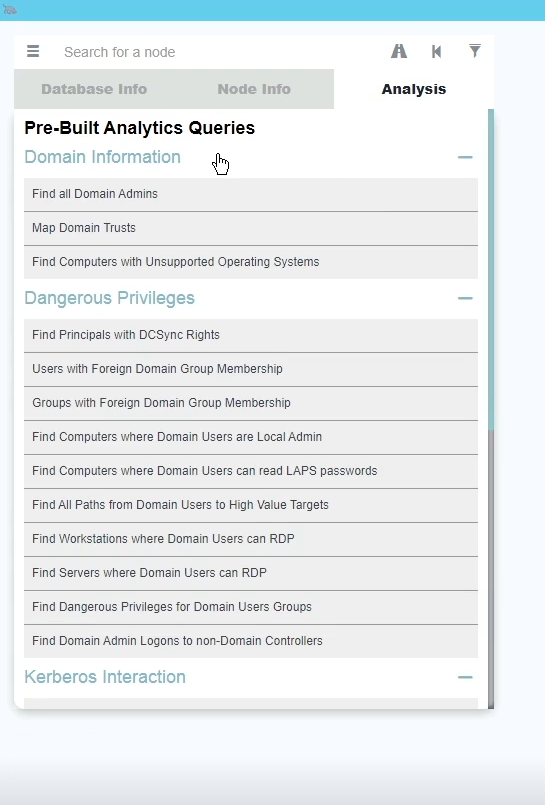 Search for a node
Database Info Node Info Analysis
Pre-Built Analytics Queries
Domain Information
Find all Domain Admins
Map Domain Trusts
Find Computers with Unsupported Operating Systems
Dangerous Privileges
Find Principals with DCSync Rights
Users with Foreign Domain Group Membership
Groups with Foreign Domain Group Membership
Find Computers where Domain Users are Local Admin
Find Computers where Domain Users can read LAPS passwords
Find All Paths from Domain Users to High Value Targets
Find Workstations where Domain Users can RDP
Find Servers where Domain Users can RDP
Find Dangerous Privileges for Domain Users Groups
Find Domain Admin Logons to non-Domain Controllers
Kerberos Interaction